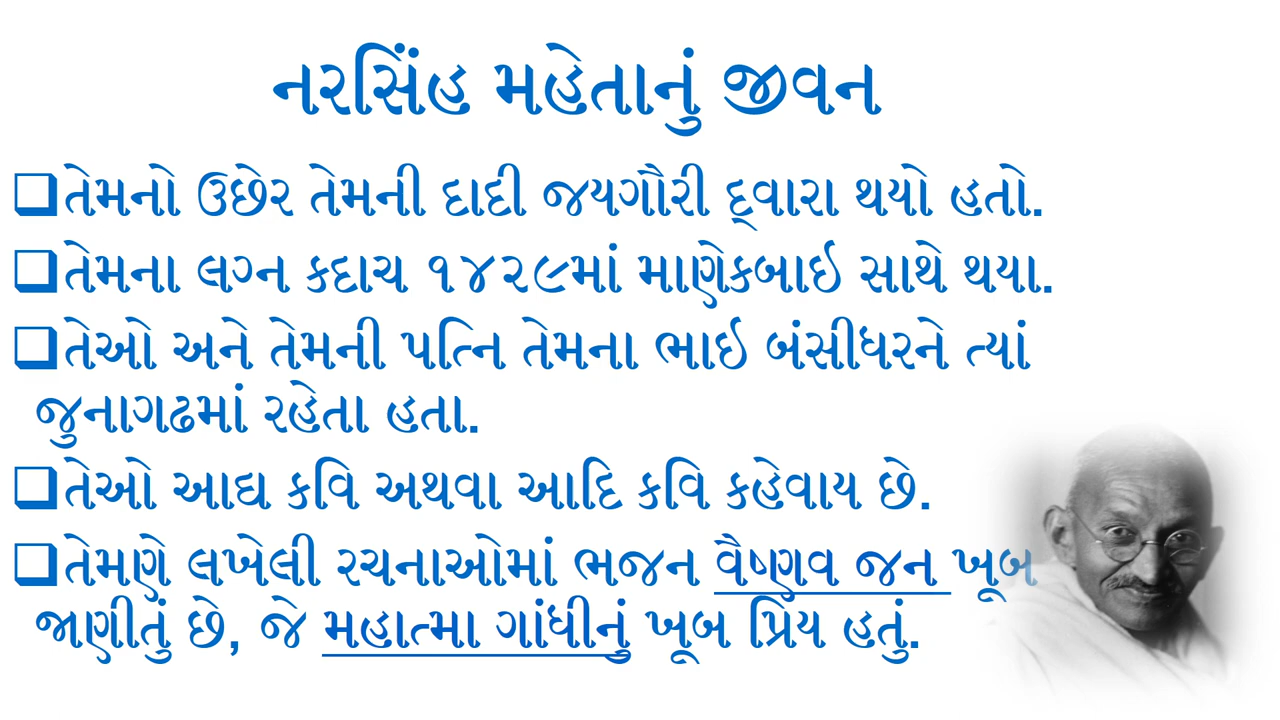 નરસિંહ મહેતાનું જીવન
❑તેમનો ઉછેર તેમની દાદી જયગૌરી દ્‌વારા થયો હતો.
❑તેમના લગ્ન કદાચ ૧૪૨૯માં માણેકબાઈ સાથે થયા.
❑તેઓ અને તેમની પત્નિ તેમના ભાઈ બંસીધરને ત્યાં
જુનાગઢમાં રહેતા હતા.
❑તેઓ આદ્ય કવિ અથવા આદિ કવિ કહેવાય છે.
❑તેમણે લખેલી રચનાઓમાં ભજન વૈષ્ણવ જન ખૂબ
જાણીતું છે, જે મહાત્મા ગાંધીનું ખૂબ પ્રિય હતું.